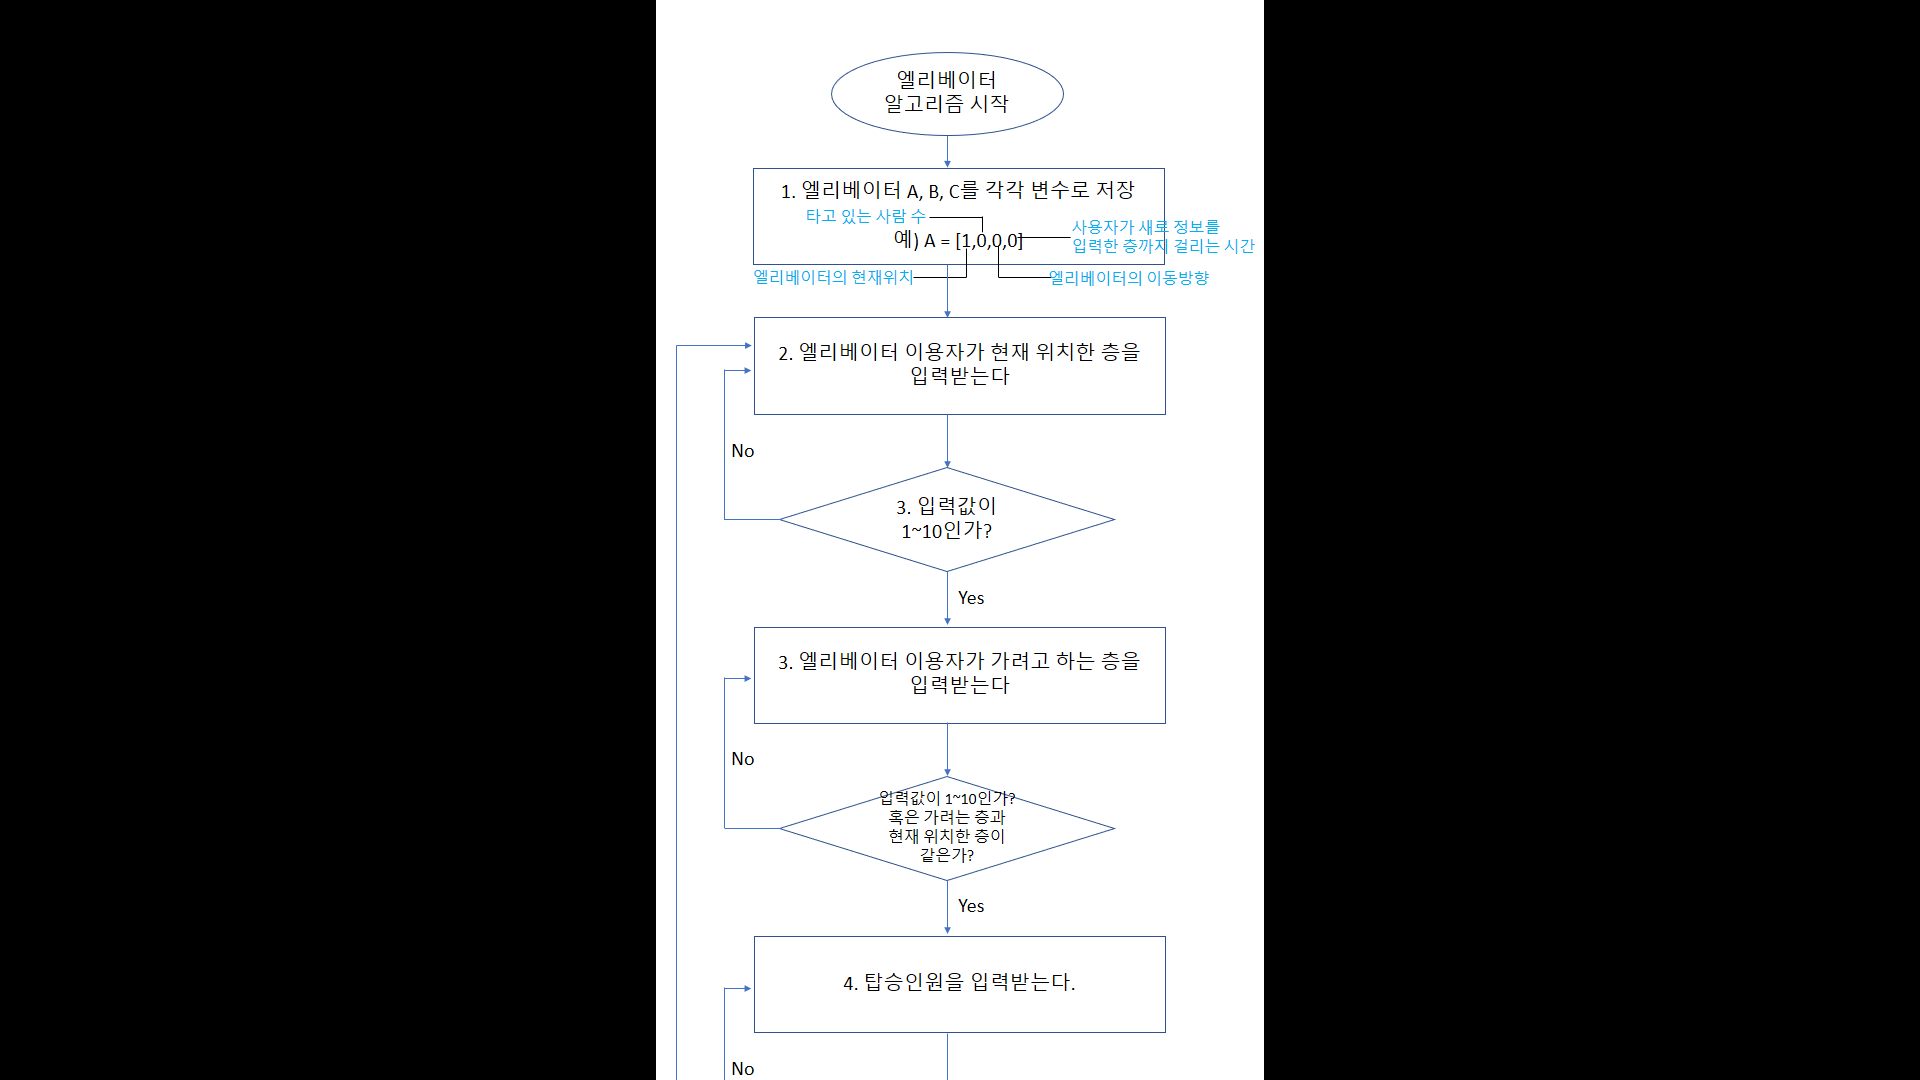 엘리베이터
알고리즘 시작
1. 엘리베이터 A, B, C를 각각 변수로 저장
타고 있는 사람 수
예) A = [1,0,0,0]
사용자가 새로 정보를
입력한 층까지 걸리는 시간
엘리베이터의 현재위치
엘리베이터의 이동방향
2. 엘리베이터 이용자가 현재 위치한 층을
입력받는다
No
3. 입력값이
1~10인가?
Yes
3. 엘리베이터 이용자가 가려고 하는 층을
입력받는다
No
입력값이 1~10인가?
혹은 가려는 층과
현재 위치한 층이
같은가?
Yes
4. 탑승인원을 입력받는다.
No